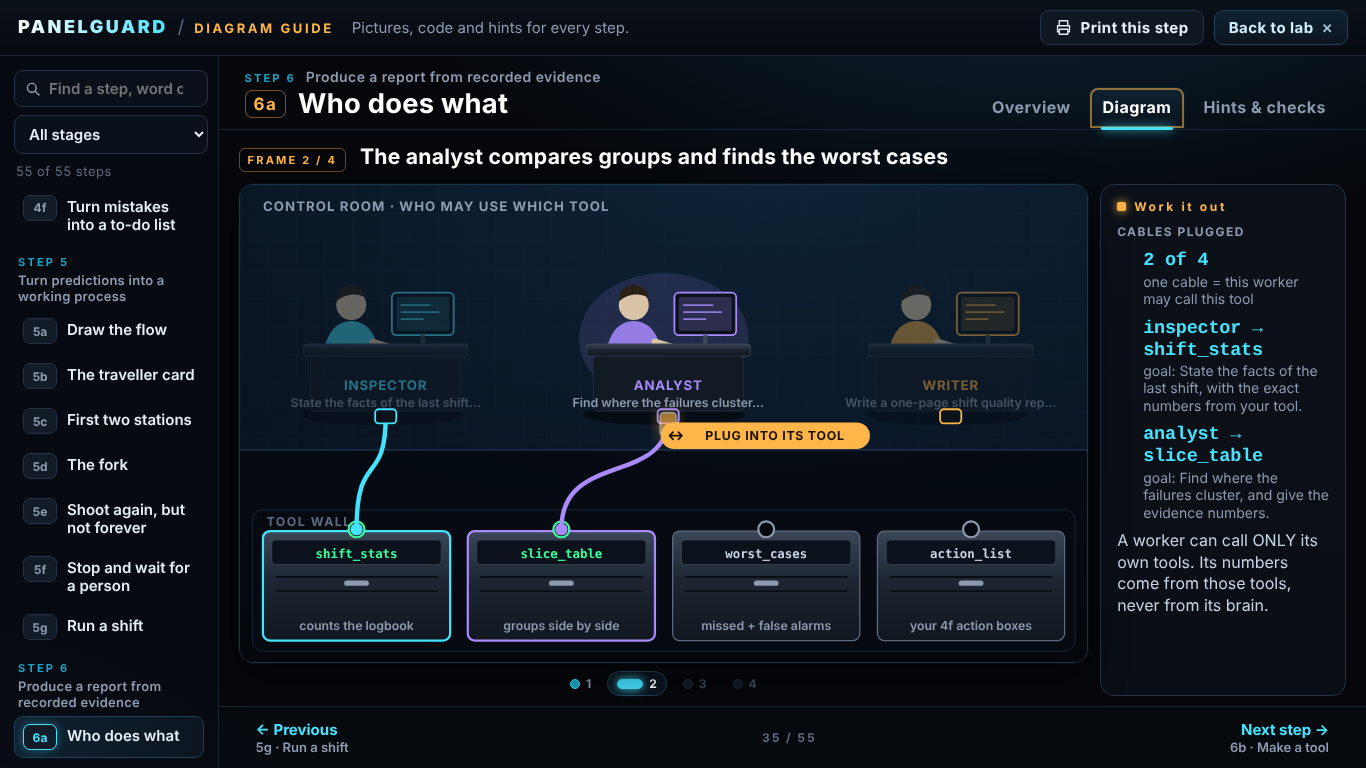 PANELGUARD / DIAGRAM GUIDE Pictures, code and hints for every step.
Print this step
Back to lab ×
Find a step, word c
All stages
55 of 55 steps
4f Turn mistakes
into a to-do list
STEP 5
Turn predictions into a
working process
5a Draw the flow
5b The traveller card
5c First two stations
5d The fork
5e Shoot again, but
not forever
5f Stop and wait for
a person
5g Run a shift
STEP 6
Produce a report from
recorded evidence
6a Who does what
STEP 6 Produce a report from recorded evidence
6a Who does what
Overview
Diagram
Hints & checks
FRAME 2 / 4 The analyst compares groups and finds the worst cases
CONTROL ROOM · WHO MAY USE WHICH TOOL
INSPECTOR
State the facts of the last shift…
ANALYST
Find where the failures cluster…
WRITER
Write a one-page shift quality rep…
↔ PLUG INTO ITS TOOL
TOOL WALL
shift_stats
counts the logbook
slice_table
groups side by side
worst_cases
missed + false alarms
action_list
your 4f action boxes
1
2
3
4
Work it out
CABLES PLUGGED
2 of 4
one cable = this worker
may call this tool
inspector →
shift_stats
goal: State the facts of the
last shift, with the exact
numbers from your tool.
analyst →
slice_table
goal: Find where the
failures cluster, and give the
evidence numbers.
A worker can call ONLY its
own tools. Its numbers
come from those tools,
never from its brain.
← Previous
5g · Run a shift
35 / 55
Next step →
6b · Make a tool